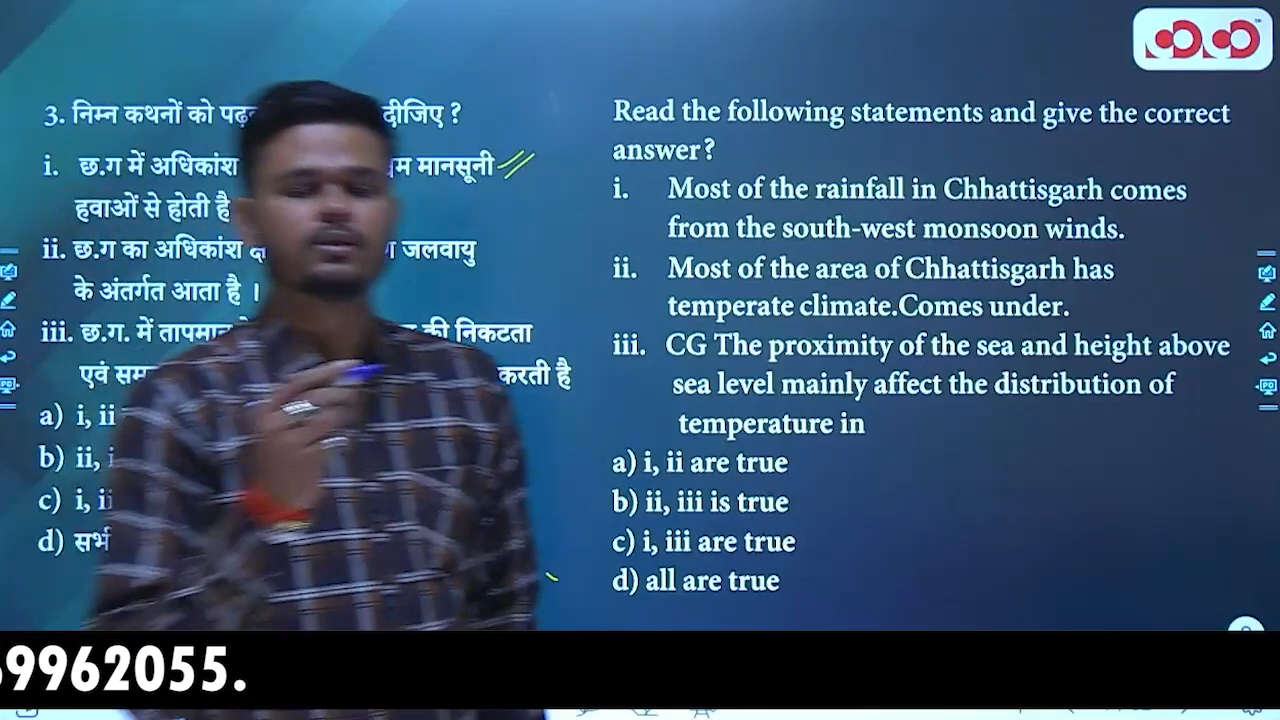 3. निम्न कथनों को दीजिए ?
i. छ.ग में अधिकांश मानसूनी
हवाओं से होती है
ii. छ.ग का अधिकांश जलवायु
के अंतर्गत आता है ।
iii. छ.ग. में की निकटता
एवं करती है
a) i, ii
b) ii,
c) i,
d)
Read the following statements and give the correct
answer?
i. Most of the rainfall in Chhattisgarh comes
from the south-west monsoon winds.
ii. Most of the area of Chhattisgarh has
temperate climate.Comes under.
iii. CG The proximity of the sea and height above
sea level mainly affect the distribution of
temperature in
a) i, ii are true
b) ii, iii is true
c) i, iii are true
d) all are true
9962055.